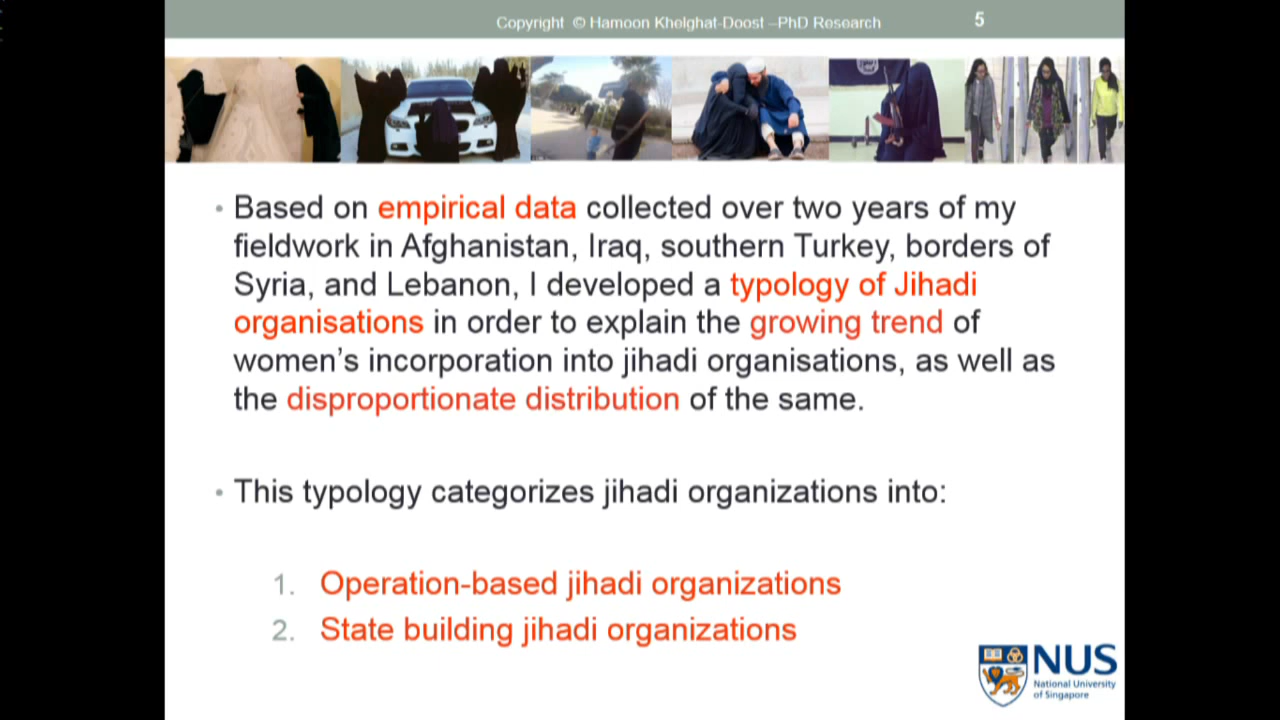 Copyright © Hamoon Khelghat-Doost –PhD Research
5
• Based on empirical data collected over two years of my
fieldwork in Afghanistan, Iraq, southern Turkey, borders of
Syria, and Lebanon, I developed a typology of Jihadi
organisations in order to explain the growing trend of
women’s incorporation into jihadi organisations, as well as
the disproportionate distribution of the same.
• This typology categorizes jihadi organizations into:
1. Operation-based jihadi organizations
2. State building jihadi organizations
NUS
National University
of Singapore